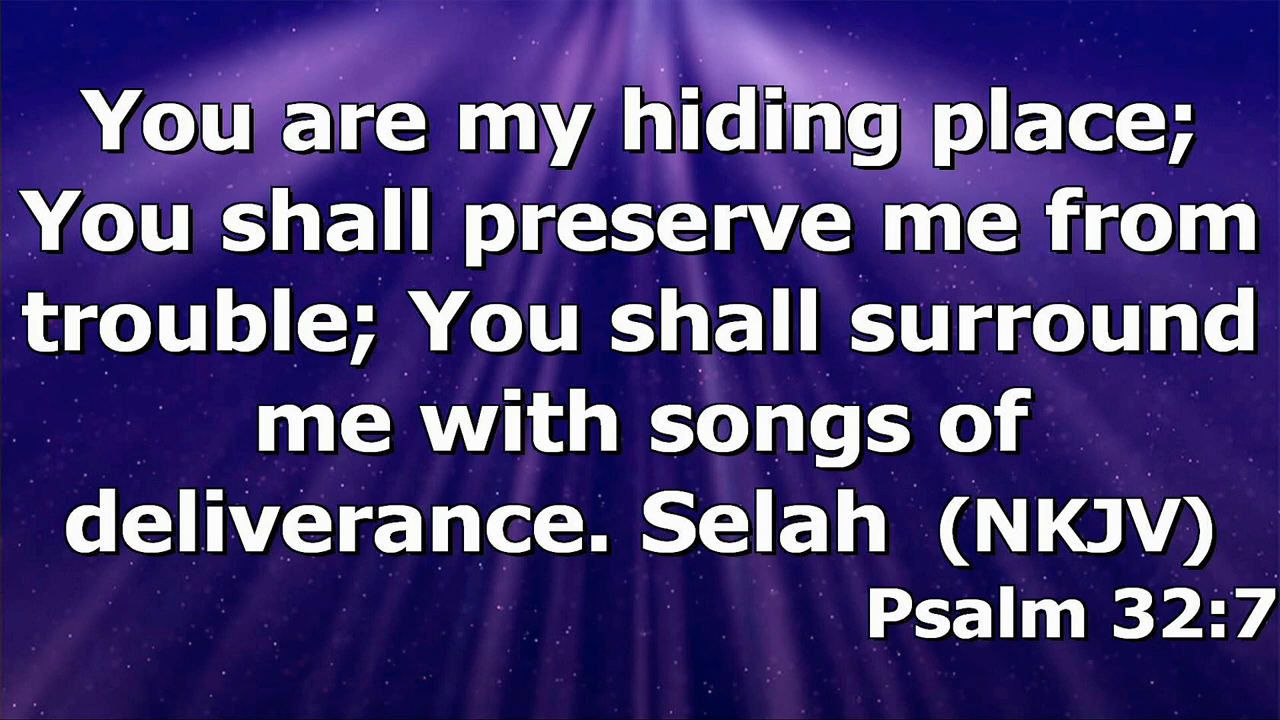 You are my hiding place;
You shall preserve me from
trouble; You shall surround
me with songs of
deliverance. Selah (NKJV)
Psalm 32:7